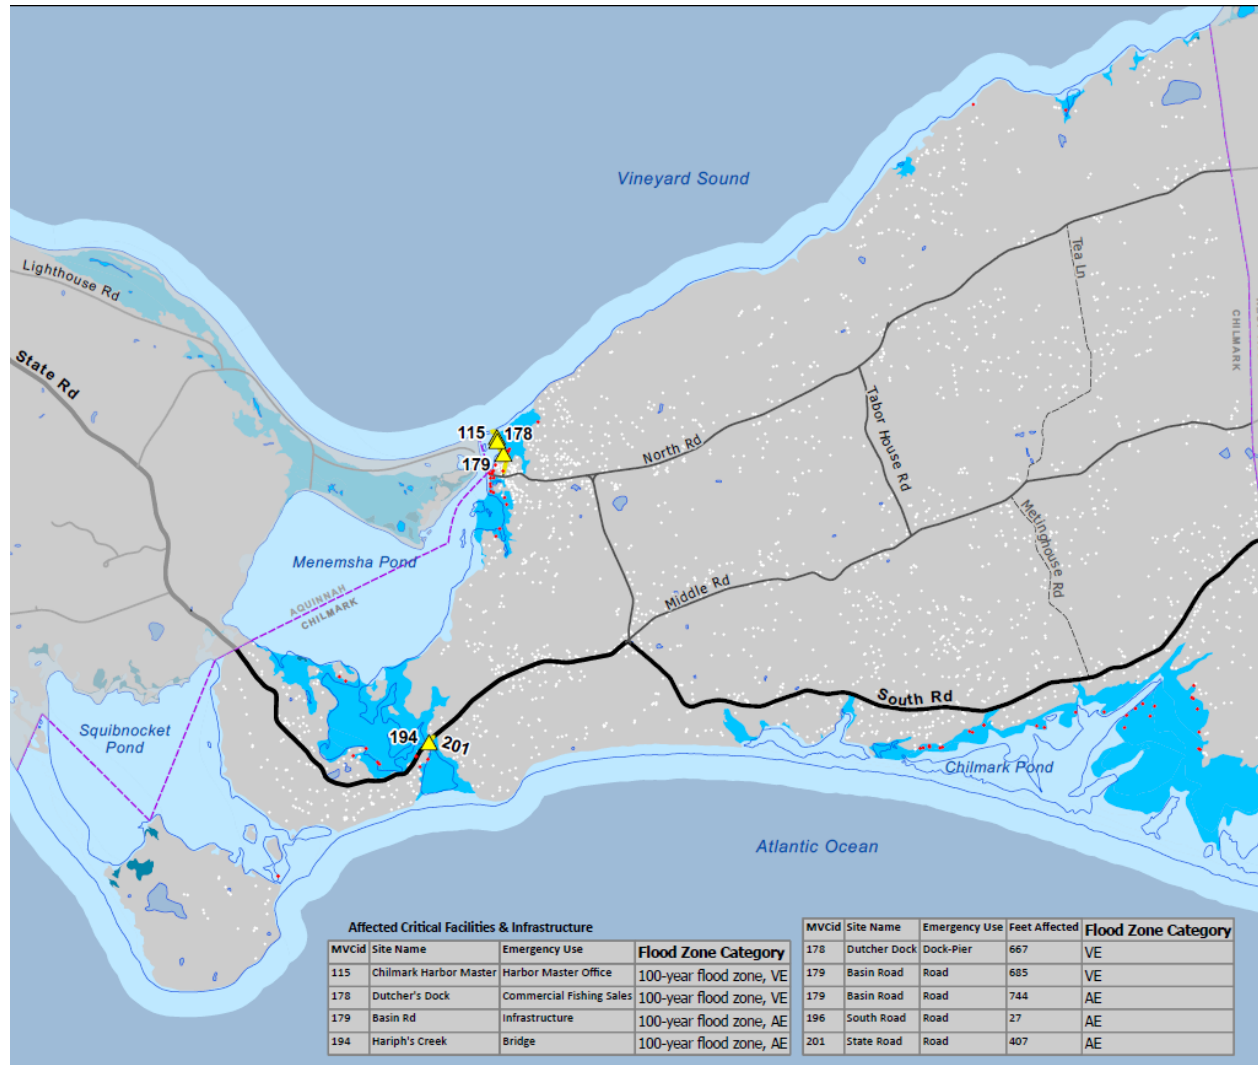 Vineyard Sound
Lighthouse Rd
State Rd
Tea Ln
CHILMARK
115
178
179
North Rd
Tabor House Rd
Metinghouse Rd
Menemsha Pond
AQUINNAH
CHILMARK
Middle Rd
South Rd
Squibnocket
Pond
194
201
Chilmark Pond
Atlantic Ocean
Affected Critical Facilities & Infrastructure
MVCid Site Name Emergency Use Flood Zone Category
115 Chilmark Harbor Master Harbor Master Office 100-year flood zone, VE
178 Dutcher's Dock Commercial Fishing Sales 100-year flood zone, VE
179 Basin Rd Infrastructure 100-year flood zone, AE
194 Hariph's Creek Bridge 100-year flood zone, AE
MVCid Site Name Emergency Use Feet Affected Flood Zone Category
178 Dutcher Dock Dock-Pier 667 VE
179 Basin Road Road 685 VE
179 Basin Road Road 744 AE
196 South Road Road 27 AE
201 State Road Road 407 AE